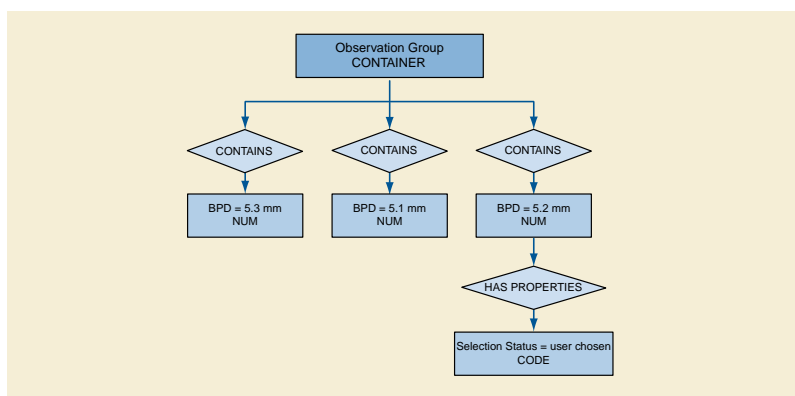 Observation Group
CONTAINER
CONTAINS
CONTAINS
CONTAINS
BPD = 5.3 mm
NUM
BPD = 5.1 mm
NUM
BPD = 5.2 mm
NUM
HAS PROPERTIES
Selection Status = user chosen
CODE